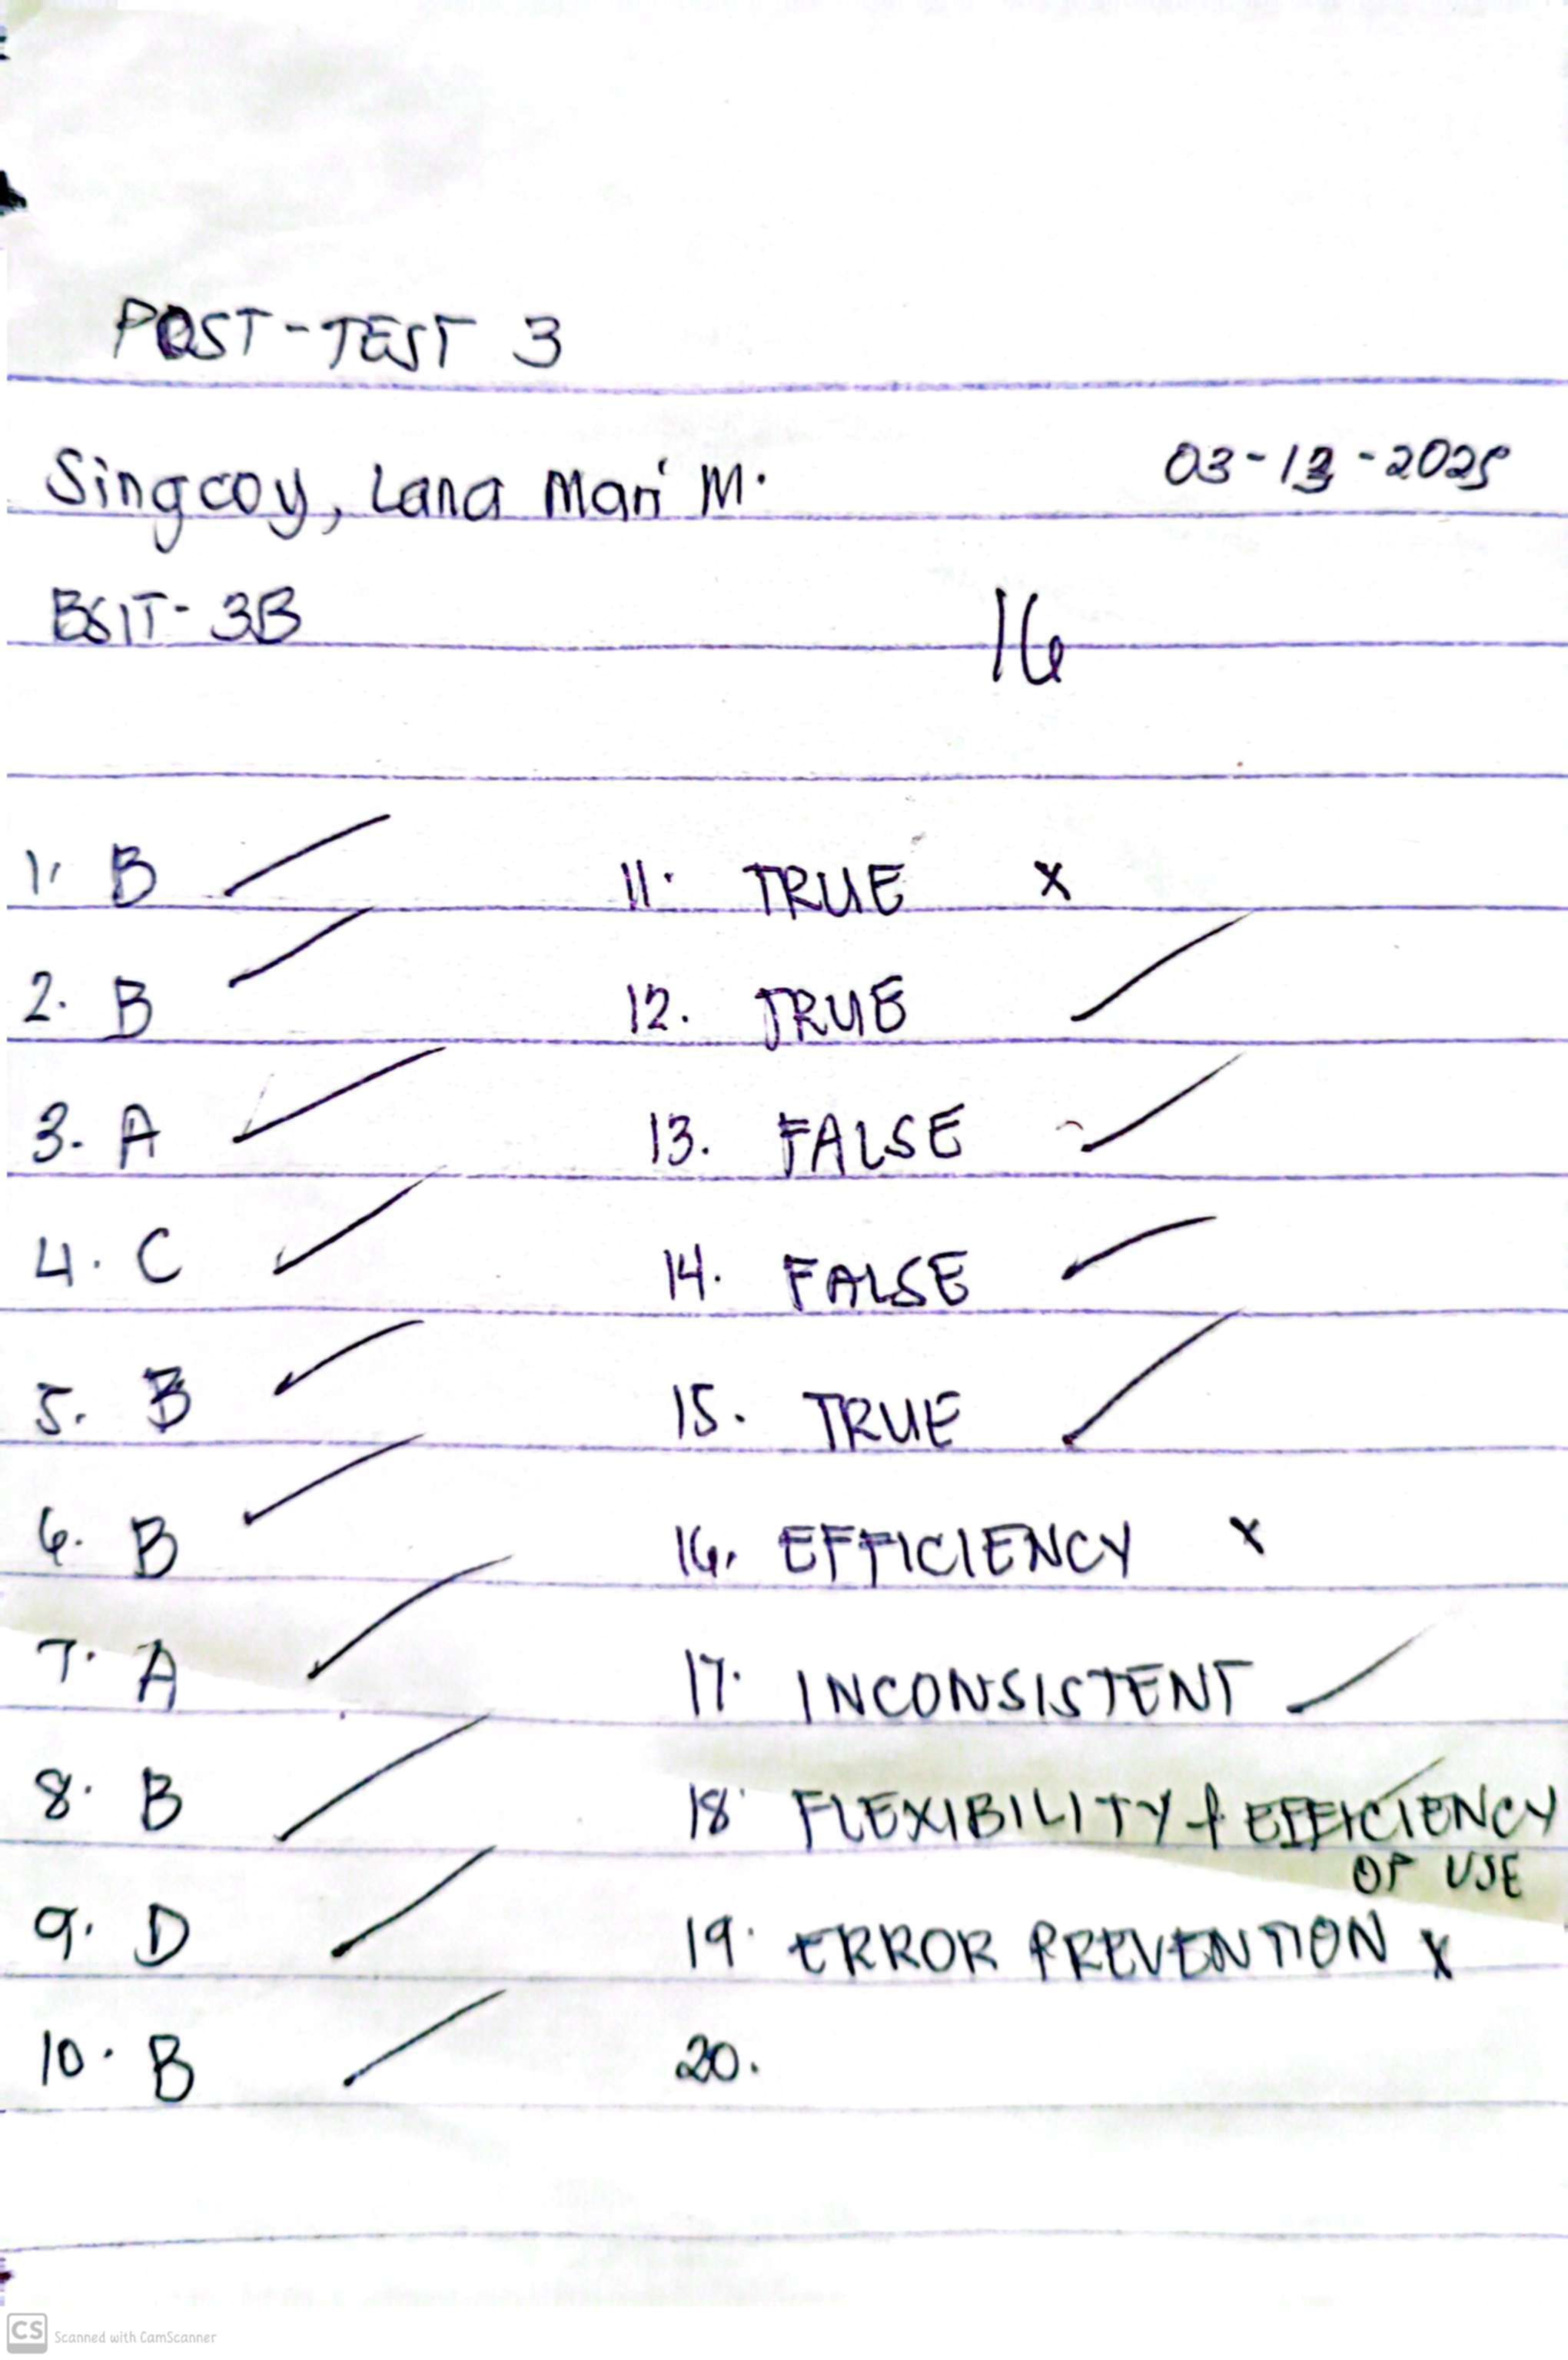 POST-TEST 3
Singcoy, Lana Mari M. 03-13-2025
BSIT-3B
16
1. B
2. B
3. A
4. C
5. B
6. B
7. A
8. B
9. D
10. B
11. TRUE x
12. TRUE
13. FALSE
14. FALSE
15. TRUE
16. EFFICIENCY x
17. INCONSISTENT
18. FLEXIBILITY & EFFICIENCY
OF USE
19. ERROR PREVENTION x
20.
CS Scanned with CamScanner